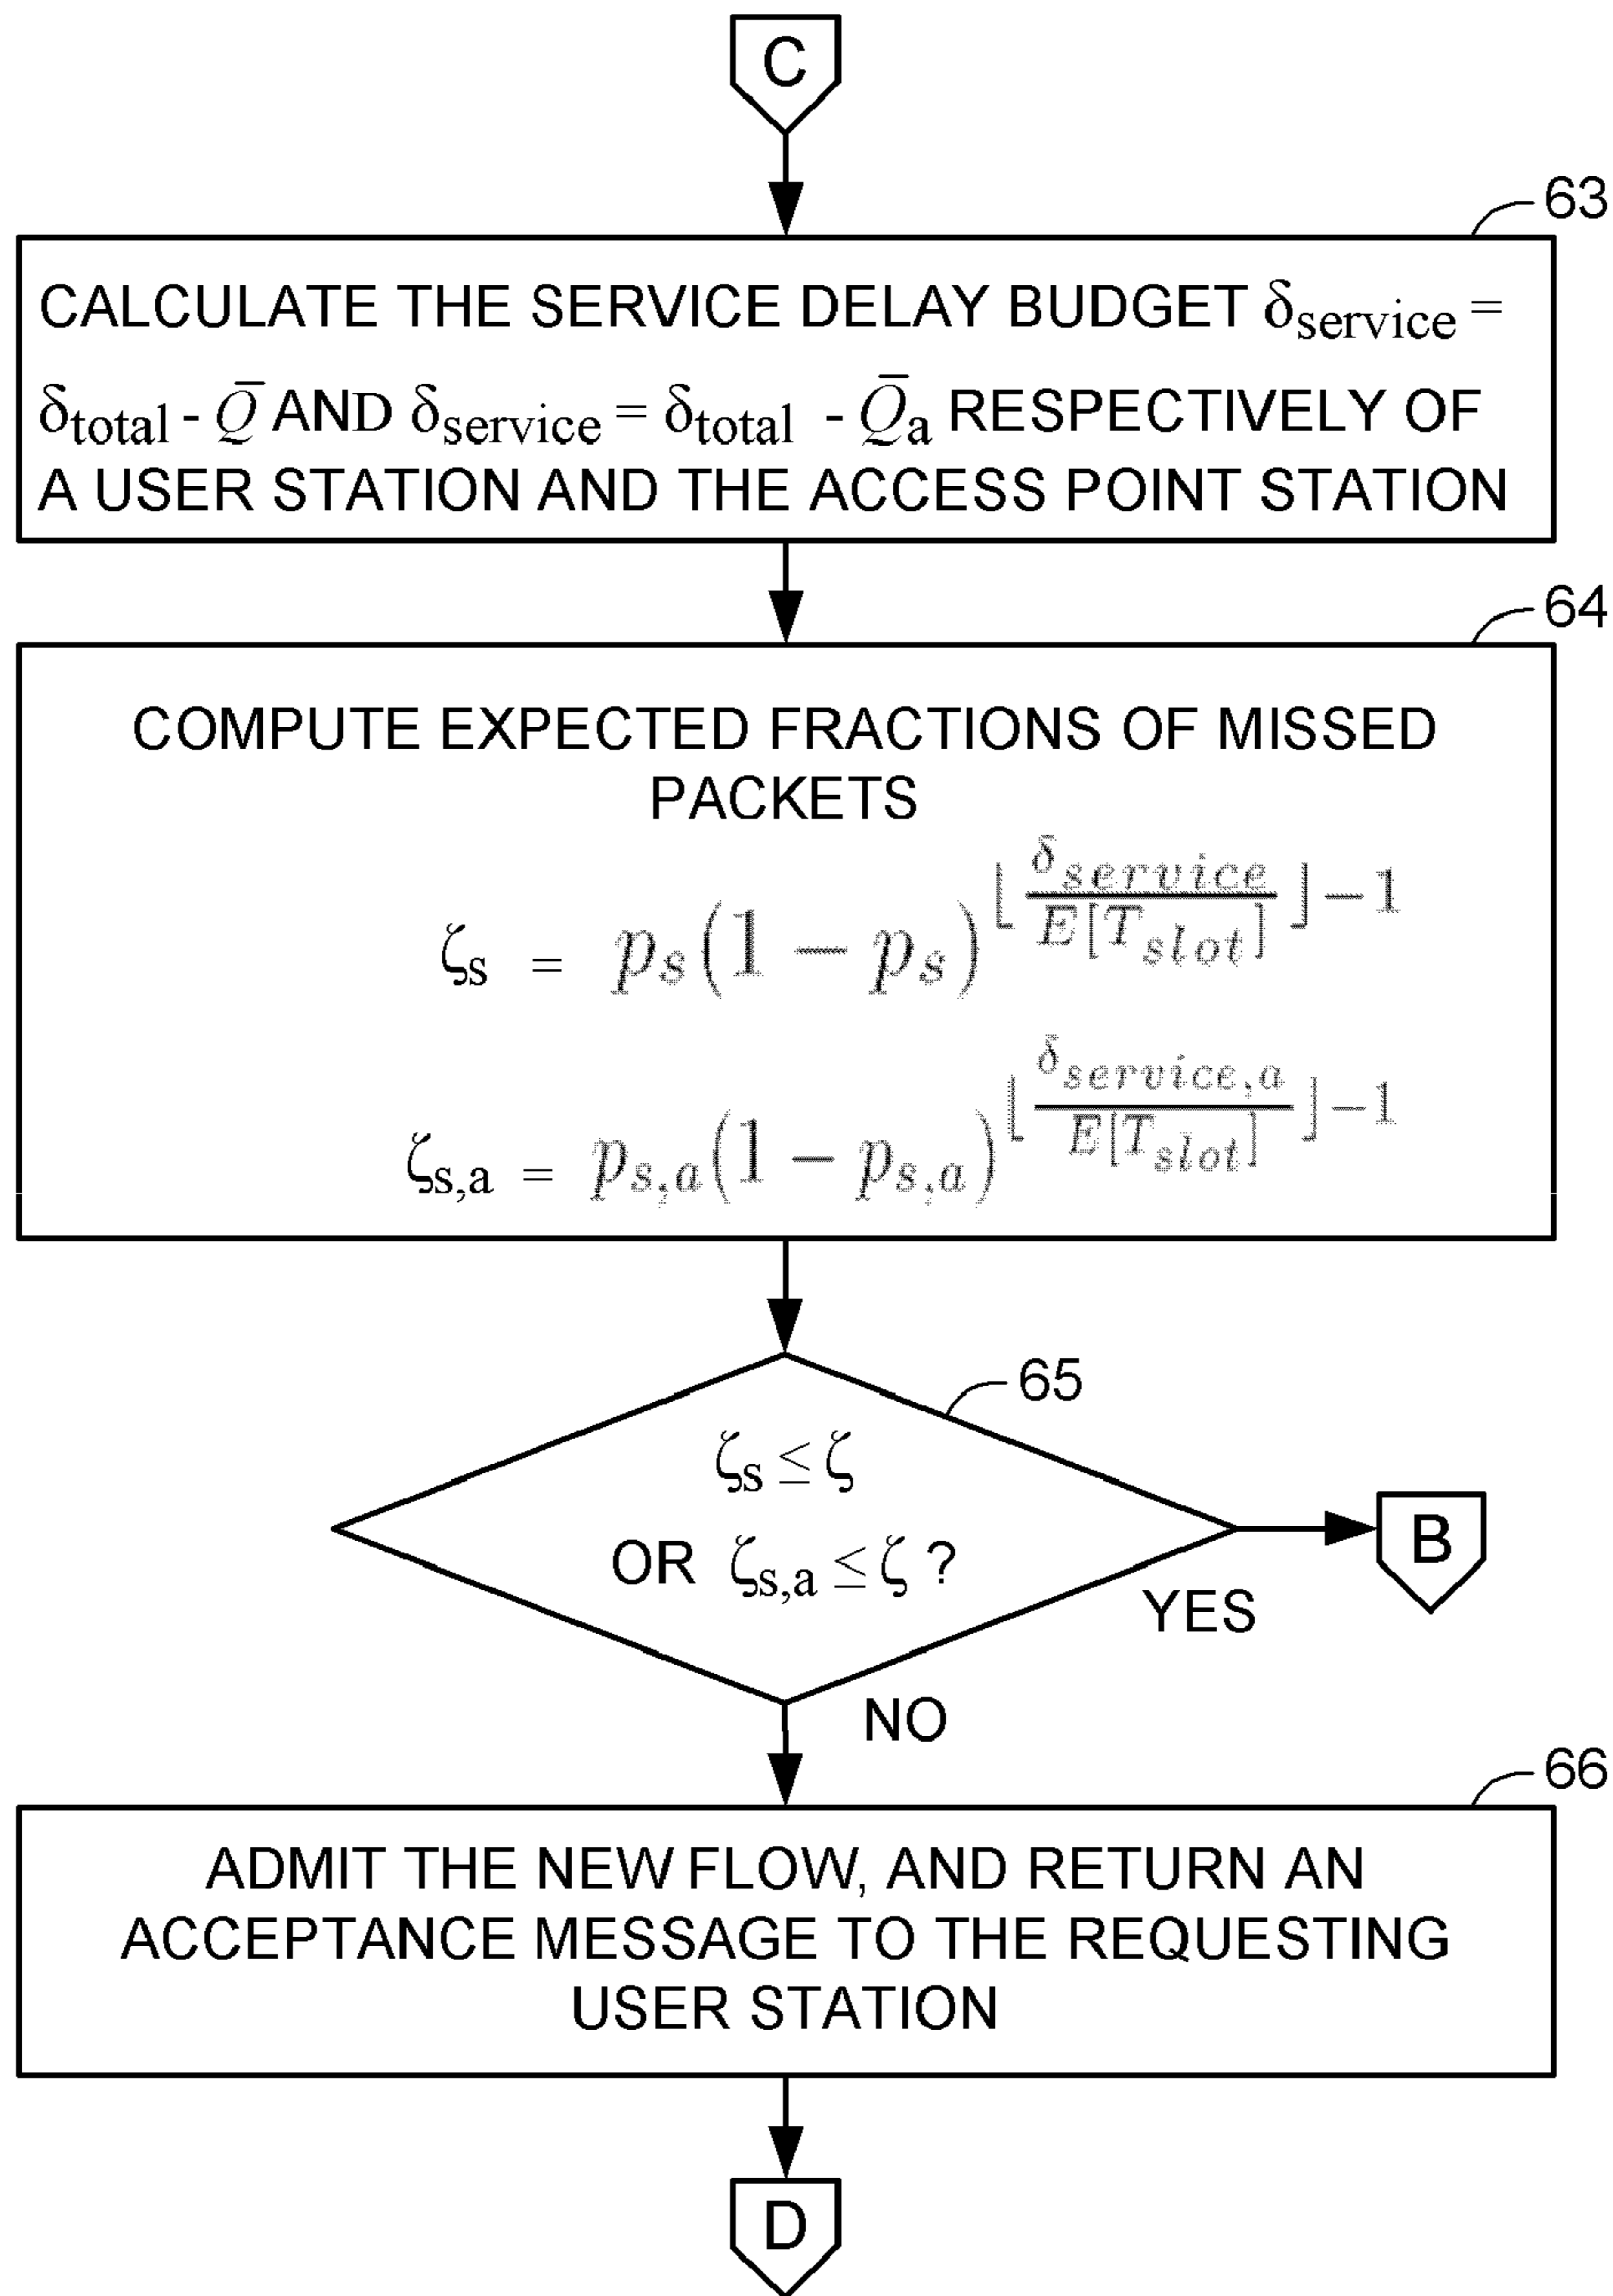 C
63
CALCULATE THE SERVICE DELAY BUDGET δservice =
δtotal - Q̄ AND δservice = δtotal - Q̄a RESPECTIVELY OF
A USER STATION AND THE ACCESS POINT STATION
64
COMPUTE EXPECTED FRACTIONS OF MISSED
PACKETS
ζs = ps(1 − ps)^⌊δservice/E[Tslot]⌋−1
ζs,a = ps,a(1 − ps,a)^⌊δservice,a/E[Tslot]⌋−1
65
ζs ≤ ζ
OR ζs,a ≤ ζ ?
B
YES
NO
66
ADMIT THE NEW FLOW, AND RETURN AN
ACCEPTANCE MESSAGE TO THE REQUESTING
USER STATION
D